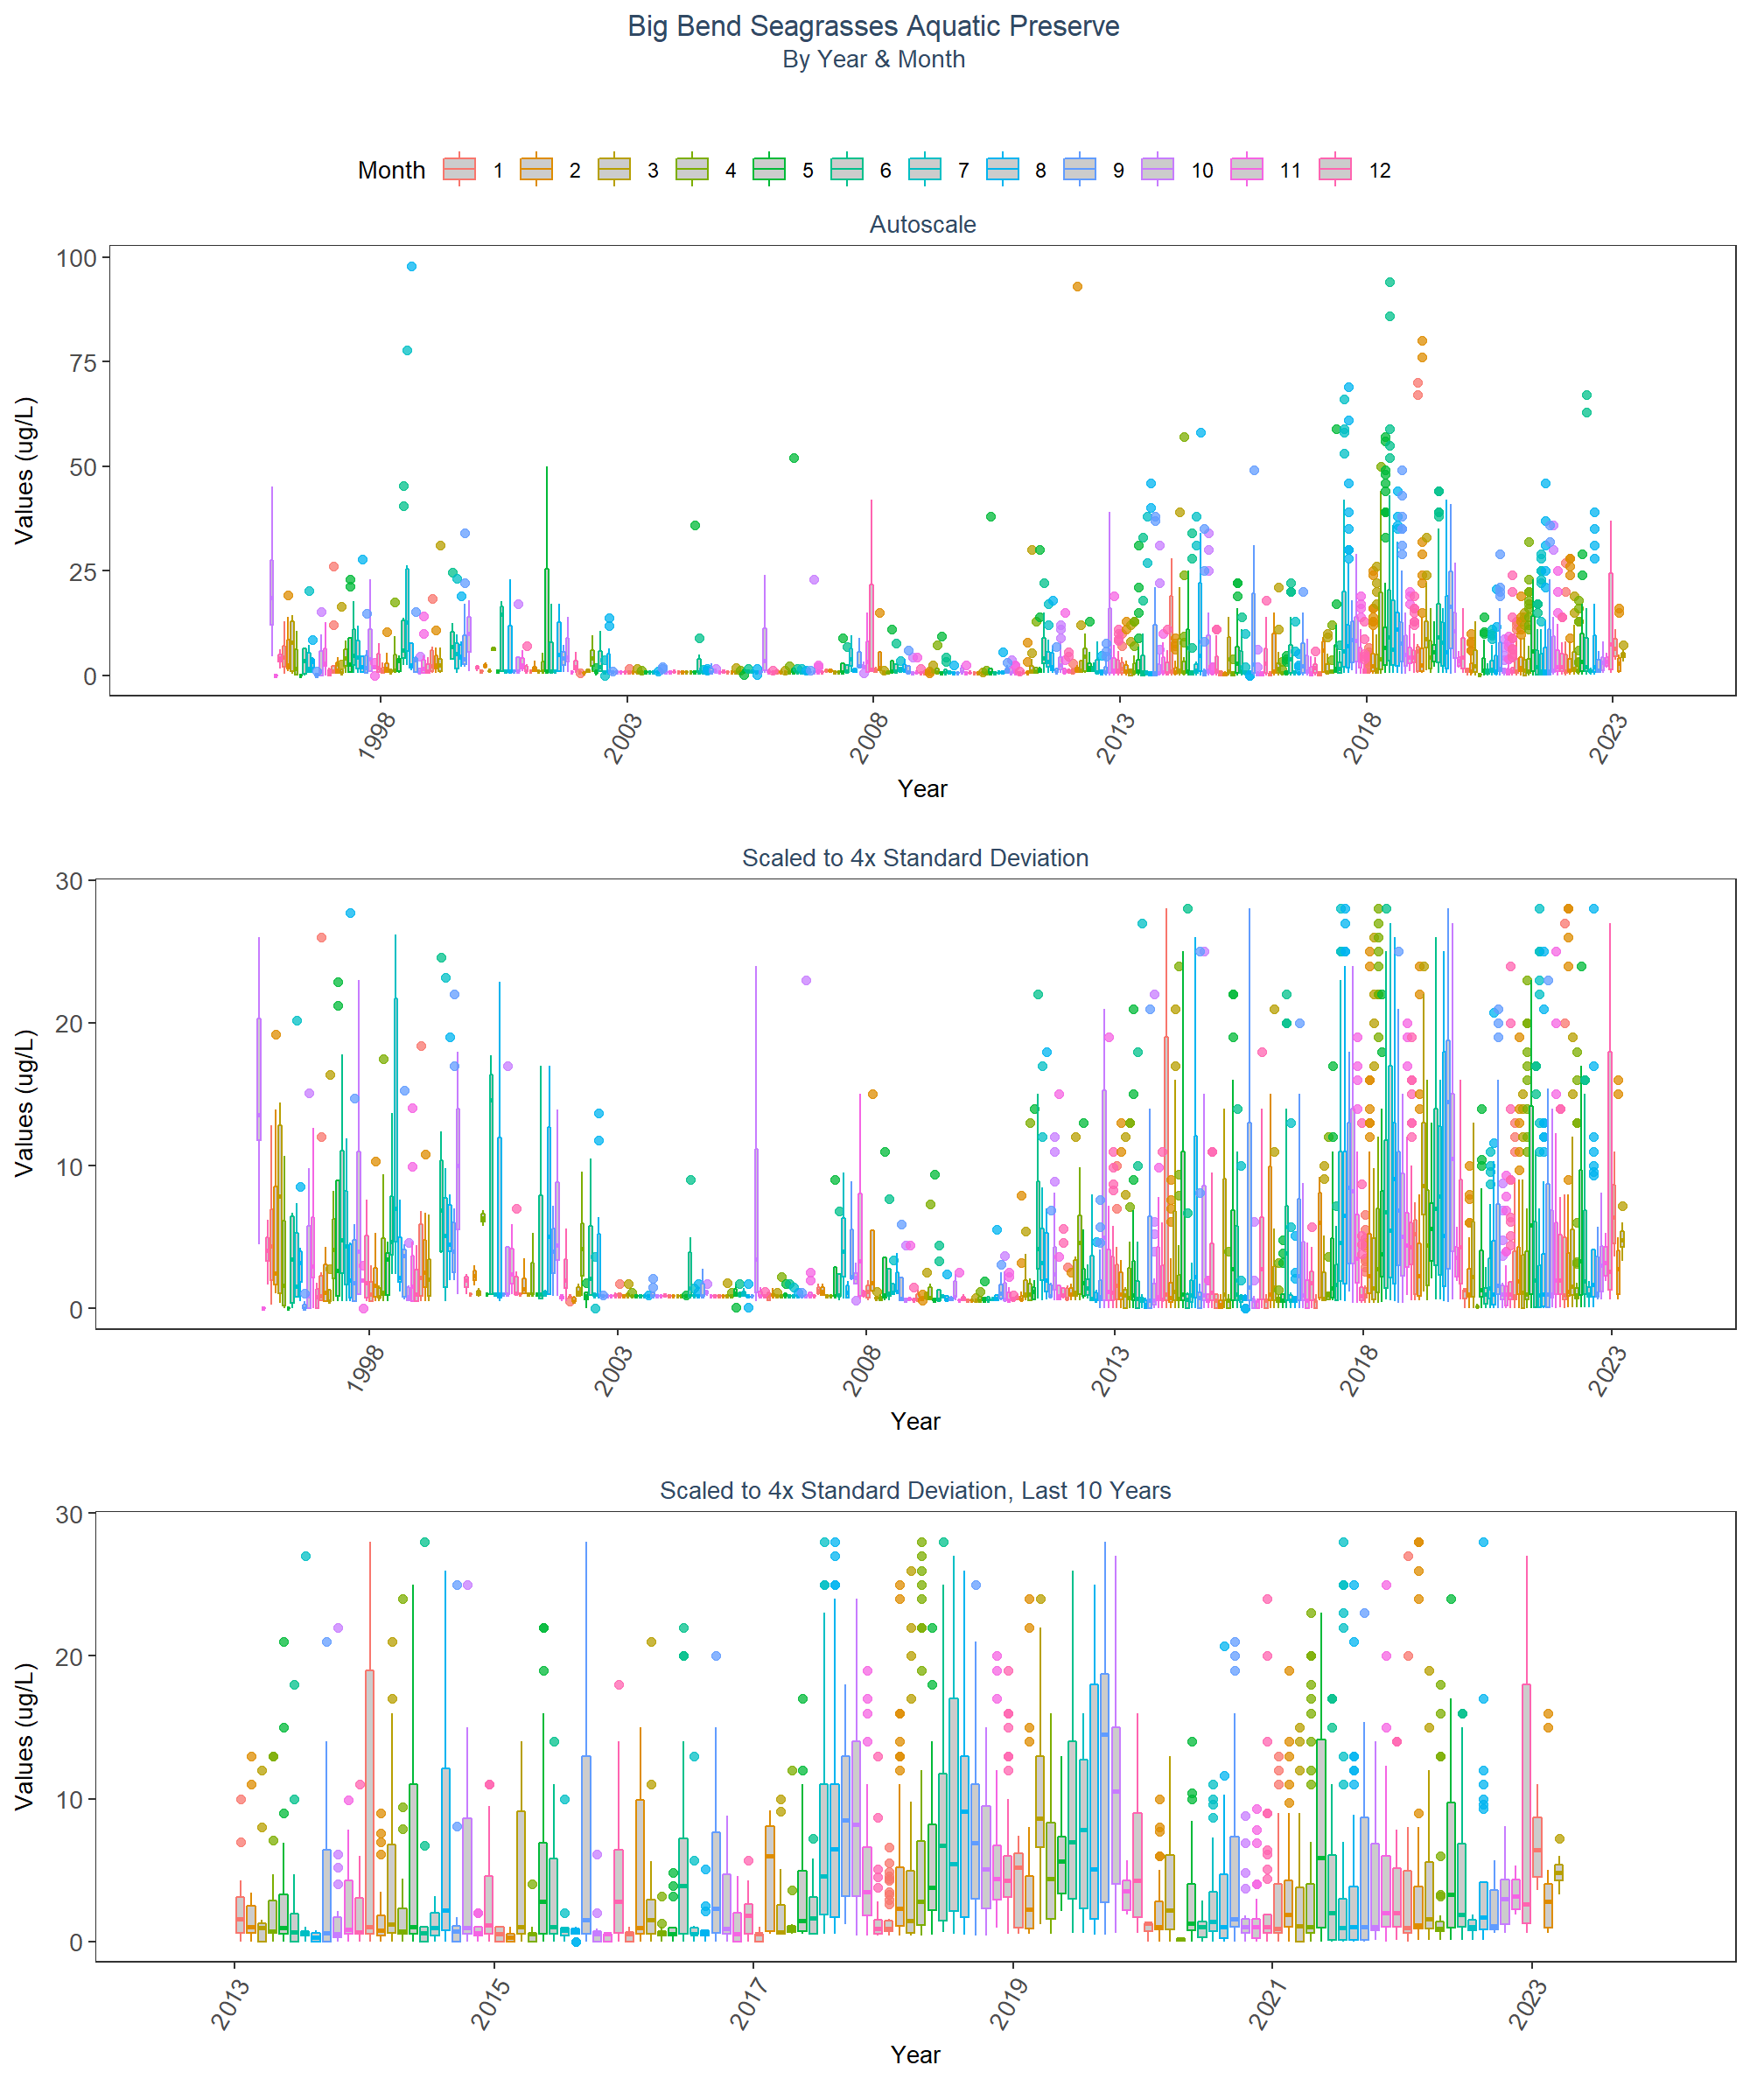 Big Bend Seagrasses Aquatic Preserve
By Year & Month
Month 1 2 3 4 5 6 7 8 9 10 11 12
Autoscale
100
75
50
25
0
Values (ug/L)
1998 2003 2008 2013 2018 2023
Year
Scaled to 4x Standard Deviation
30
20
10
0
Values (ug/L)
1998 2003 2008 2013 2018 2023
Year
Scaled to 4x Standard Deviation, Last 10 Years
30
20
10
0
Values (ug/L)
2013 2015 2017 2019 2021 2023
Year